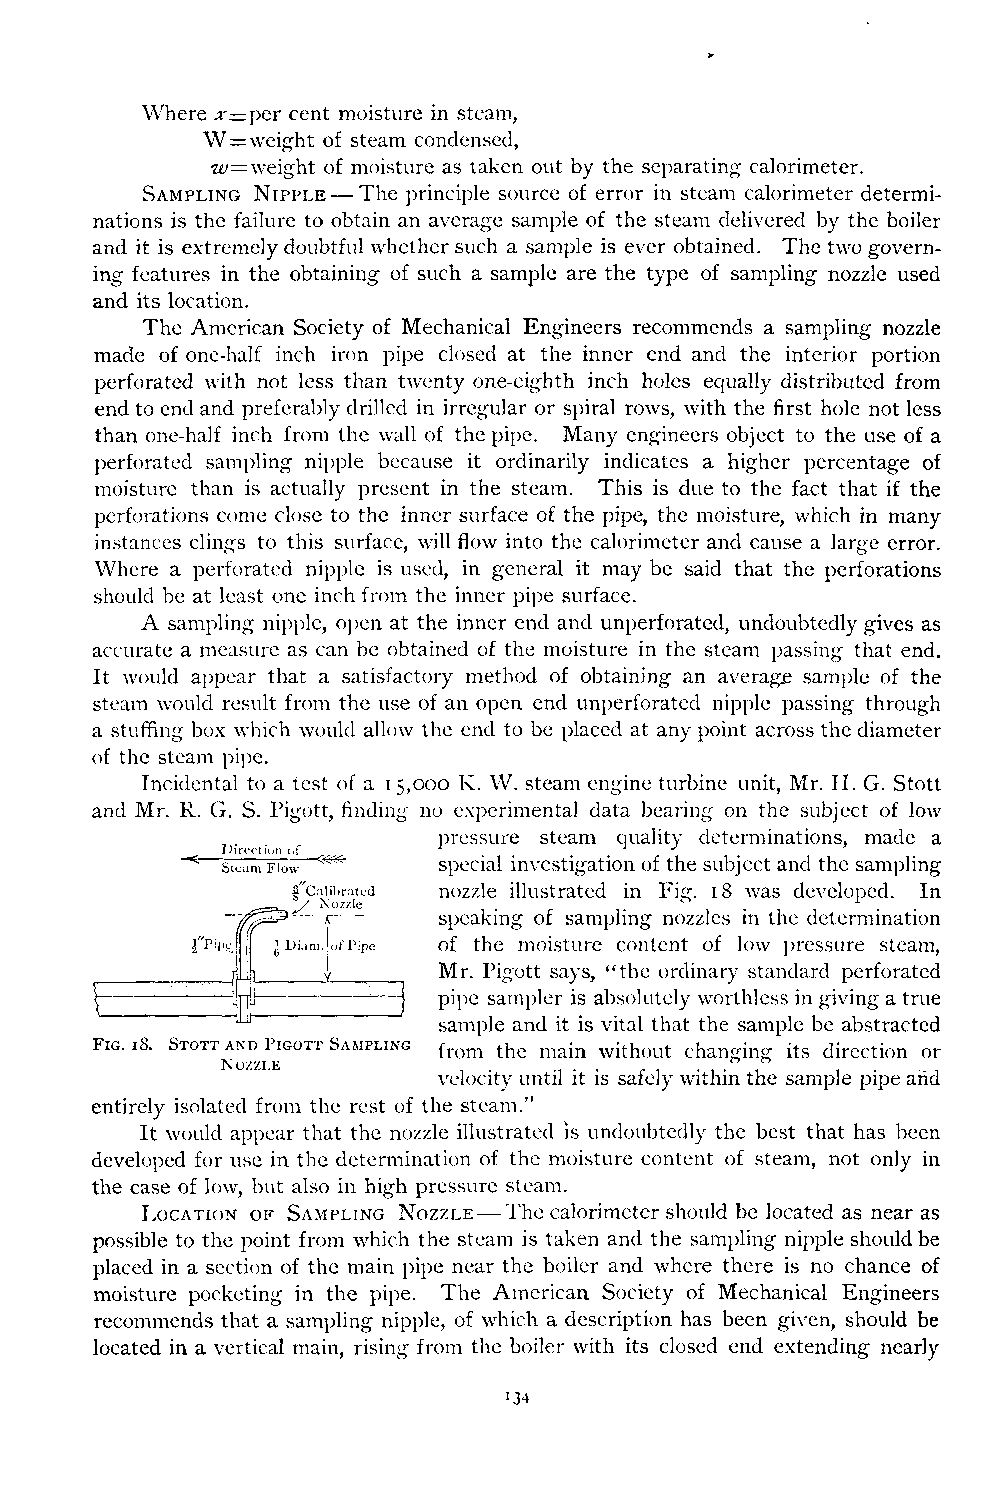 Where x=per cent moisture in steam,
W=weight of steam condensed,
w=weight of moisture as taken out by the separating calorimeter.
SAMPLING NIPPLE—The principle source of error in steam calorimeter determi-
nations is the failure to obtain an average sample of the steam delivered by the boiler
and it is extremely doubtful whether such a sample is ever obtained. The two govern-
ing features in the obtaining of such a sample are the type of sampling nozzle used
and its location.
The American Society of Mechanical Engineers recommends a sampling nozzle
made of one-half inch iron pipe closed at the inner end and the interior portion
perforated with not less than twenty one-eighth inch holes equally distributed from
end to end and preferably drilled in irregular or spiral rows, with the first hole not less
than one-half inch from the wall of the pipe. Many engineers object to the use of a
perforated sampling nipple because it ordinarily indicates a higher percentage of
moisture than is actually present in the steam. This is due to the fact that if the
perforations come close to the inner surface of the pipe, the moisture, which in many
instances clings to this surface, will flow into the calorimeter and cause a large error.
Where a perforated nipple is used, in general it may be said that the perforations
should be at least one inch from the inner pipe surface.
A sampling nipple, open at the inner end and unperforated, undoubtedly gives as
accurate a measure as can be obtained of the moisture in the steam passing that end.
It would appear that a satisfactory method of obtaining an average sample of the
steam would result from the use of an open end unperforated nipple passing through
a stuffing box which would allow the end to be placed at any point across the diameter
of the steam pipe.
Incidental to a test of a 15,000 K. W. steam engine turbine unit, Mr. H. G. Stott
and Mr. R. G. S. Pigott, finding no experimental data bearing on the subject of low
pressure steam quality determinations, made a
special investigation of the subject and the sampling
nozzle illustrated in Fig. 18 was developed. In
speaking of sampling nozzles in the determination
of the moisture content of low pressure steam,
Mr. Pigott says, "the ordinary standard perforated
pipe sampler is absolutely worthless in giving a true
sample and it is vital that the sample be abstracted
from the main without changing its direction or
velocity until it is safely within the sample pipe and
entirely isolated from the rest of the steam."
Direction of
Steam Flow
Calibrated
Nozzle
Pipe
Diam. of Pipe
FIG. 18. STOTT AND PIGOTT SAMPLING
NOZZLE
It would appear that the nozzle illustrated is undoubtedly the best that has been
developed for use in the determination of the moisture content of steam, not only in
the case of low, but also in high pressure steam.
LOCATION OF SAMPLING NOZZLE—The calorimeter should be located as near as
possible to the point from which the steam is taken and the sampling nipple should be
placed in a section of the main pipe near the boiler and where there is no chance of
moisture pocketing in the pipe. The American Society of Mechanical Engineers
recommends that a sampling nipple, of which a description has been given, should be
located in a vertical main, rising from the boiler with its closed end extending nearly
134